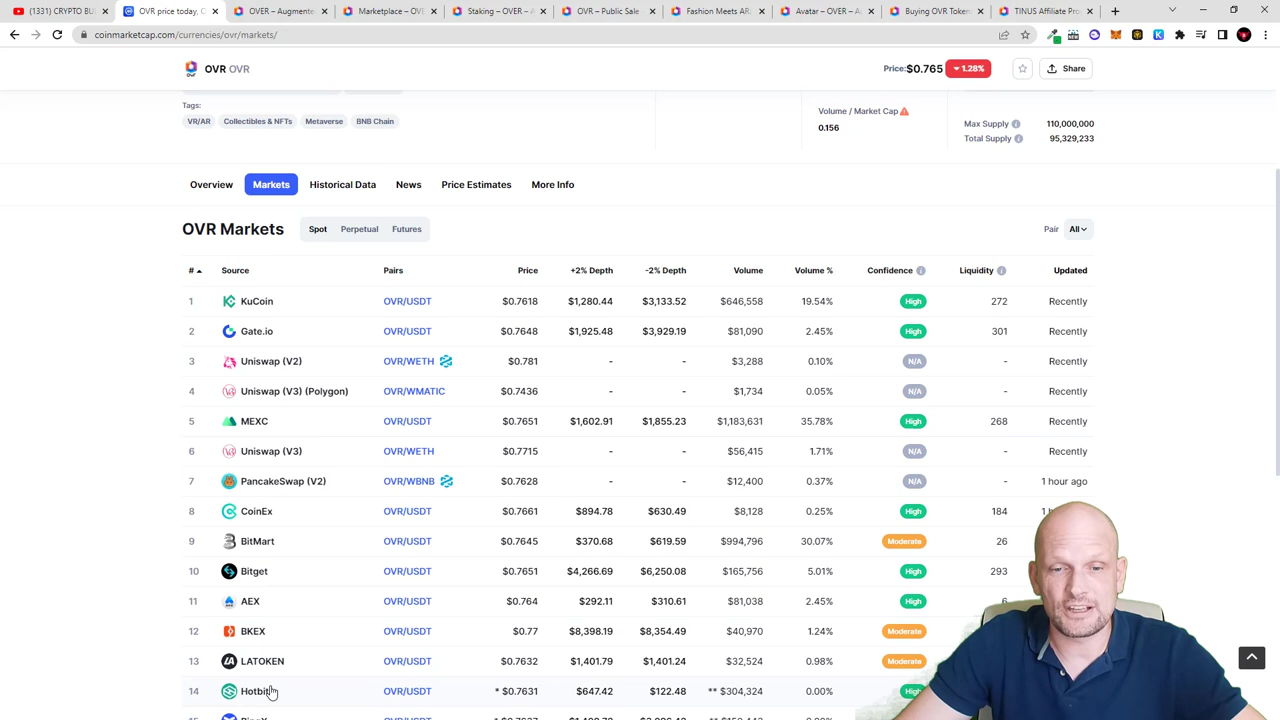 (1331) CRYPTO BU
OVR price today, O
OVER – Augmente
Marketplace – OVE
Staking – OVER – A
OVR – Public Sale
Fashion Meets AR:
Avatar – OVER – Au
Buying OVR Token
TINUS Affiliate Pro
coinmarketcap.com/currencies/ovr/markets/
OVR OVR
Price: $0.765 1.28% Share
Tags:
VR/AR Collectibles & NFTs Metaverse BNB Chain
Volume / Market Cap
0.156
Max Supply 110,000,000
Total Supply 95,329,233
Overview Markets Historical Data News Price Estimates More Info
OVR Markets Spot Perpetual Futures Pair All
# Source Pairs Price +2% Depth -2% Depth Volume Volume % Confidence Liquidity Updated
1 KuCoin OVR/USDT $0.7618 $1,280.44 $3,133.52 $646,558 19.54% High 272 Recently
2 Gate.io OVR/USDT $0.7648 $1,925.48 $3,929.19 $81,090 2.45% High 301 Recently
3 Uniswap (V2) OVR/WETH $0.781 - - $3,288 0.10% N/A - Recently
4 Uniswap (V3) (Polygon) OVR/WMATIC $0.7436 - - $1,734 0.05% N/A - Recently
5 MEXC OVR/USDT $0.7651 $1,602.91 $1,855.23 $1,183,631 35.78% High 268 Recently
6 Uniswap (V3) OVR/WETH $0.7715 - - $56,415 1.71% N/A - Recently
7 PancakeSwap (V2) OVR/WBNB $0.7628 - - $12,400 0.37% N/A - 1 hour ago
8 CoinEx OVR/USDT $0.7661 $894.78 $630.49 $8,128 0.25% High 184
9 BitMart OVR/USDT $0.7645 $370.68 $619.59 $994,796 30.07% Moderate 26
10 Bitget OVR/USDT $0.7651 $4,266.69 $6,250.08 $165,756 5.01% High 293
11 AEX OVR/USDT $0.764 $292.11 $310.61 $81,038 2.45% High 6
12 BKEX OVR/USDT $0.77 $8,398.19 $8,354.49 $40,970 1.24% Moderate
13 LATOKEN OVR/USDT $0.7632 $1,401.79 $1,401.24 $32,524 0.98% Moderate
14 Hotbit OVR/USDT * $0.7631 $647.42 $122.48 ** $304,324 0.00%